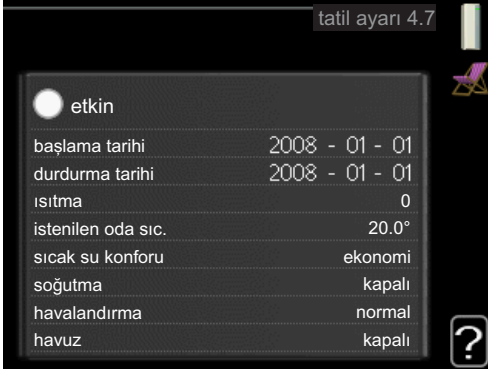 tatil ayarı 4.7
etkin
başlama tarihi 2008 - 01 - 01
durdurma tarihi 2008 - 01 - 01
ısıtma 0
istenilen oda sıc. 20.0°
sıcak su konforu ekonomi
soğutma kapalı
havalandırma normal
havuz kapalı
?